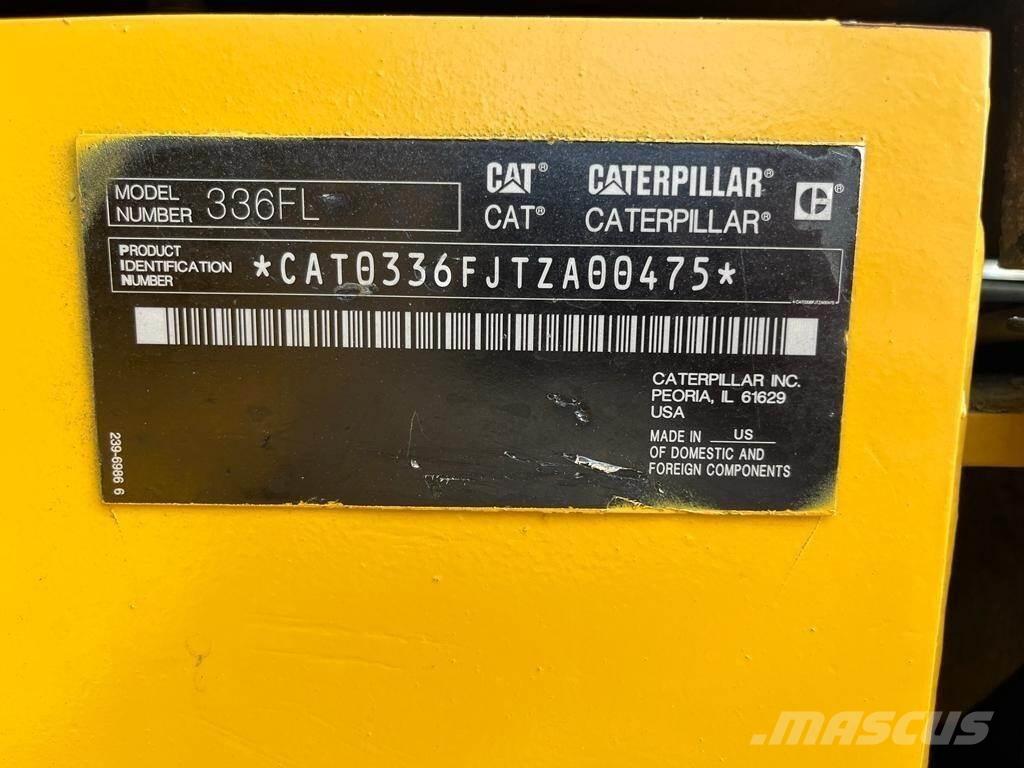 MODEL NUMBER 336FL
CAT® CATERPILLAR®
CAT® CATERPILLAR®
PRODUCT IDENTIFICATION NUMBER *CAT0336FJTZA00475*
*CAT0336FJTZA00475
CATERPILLAR INC.
PEORIA, IL 61629
USA
MADE IN US
OF DOMESTIC AND
FOREIGN COMPONENTS
239-6986 6
MASCUS